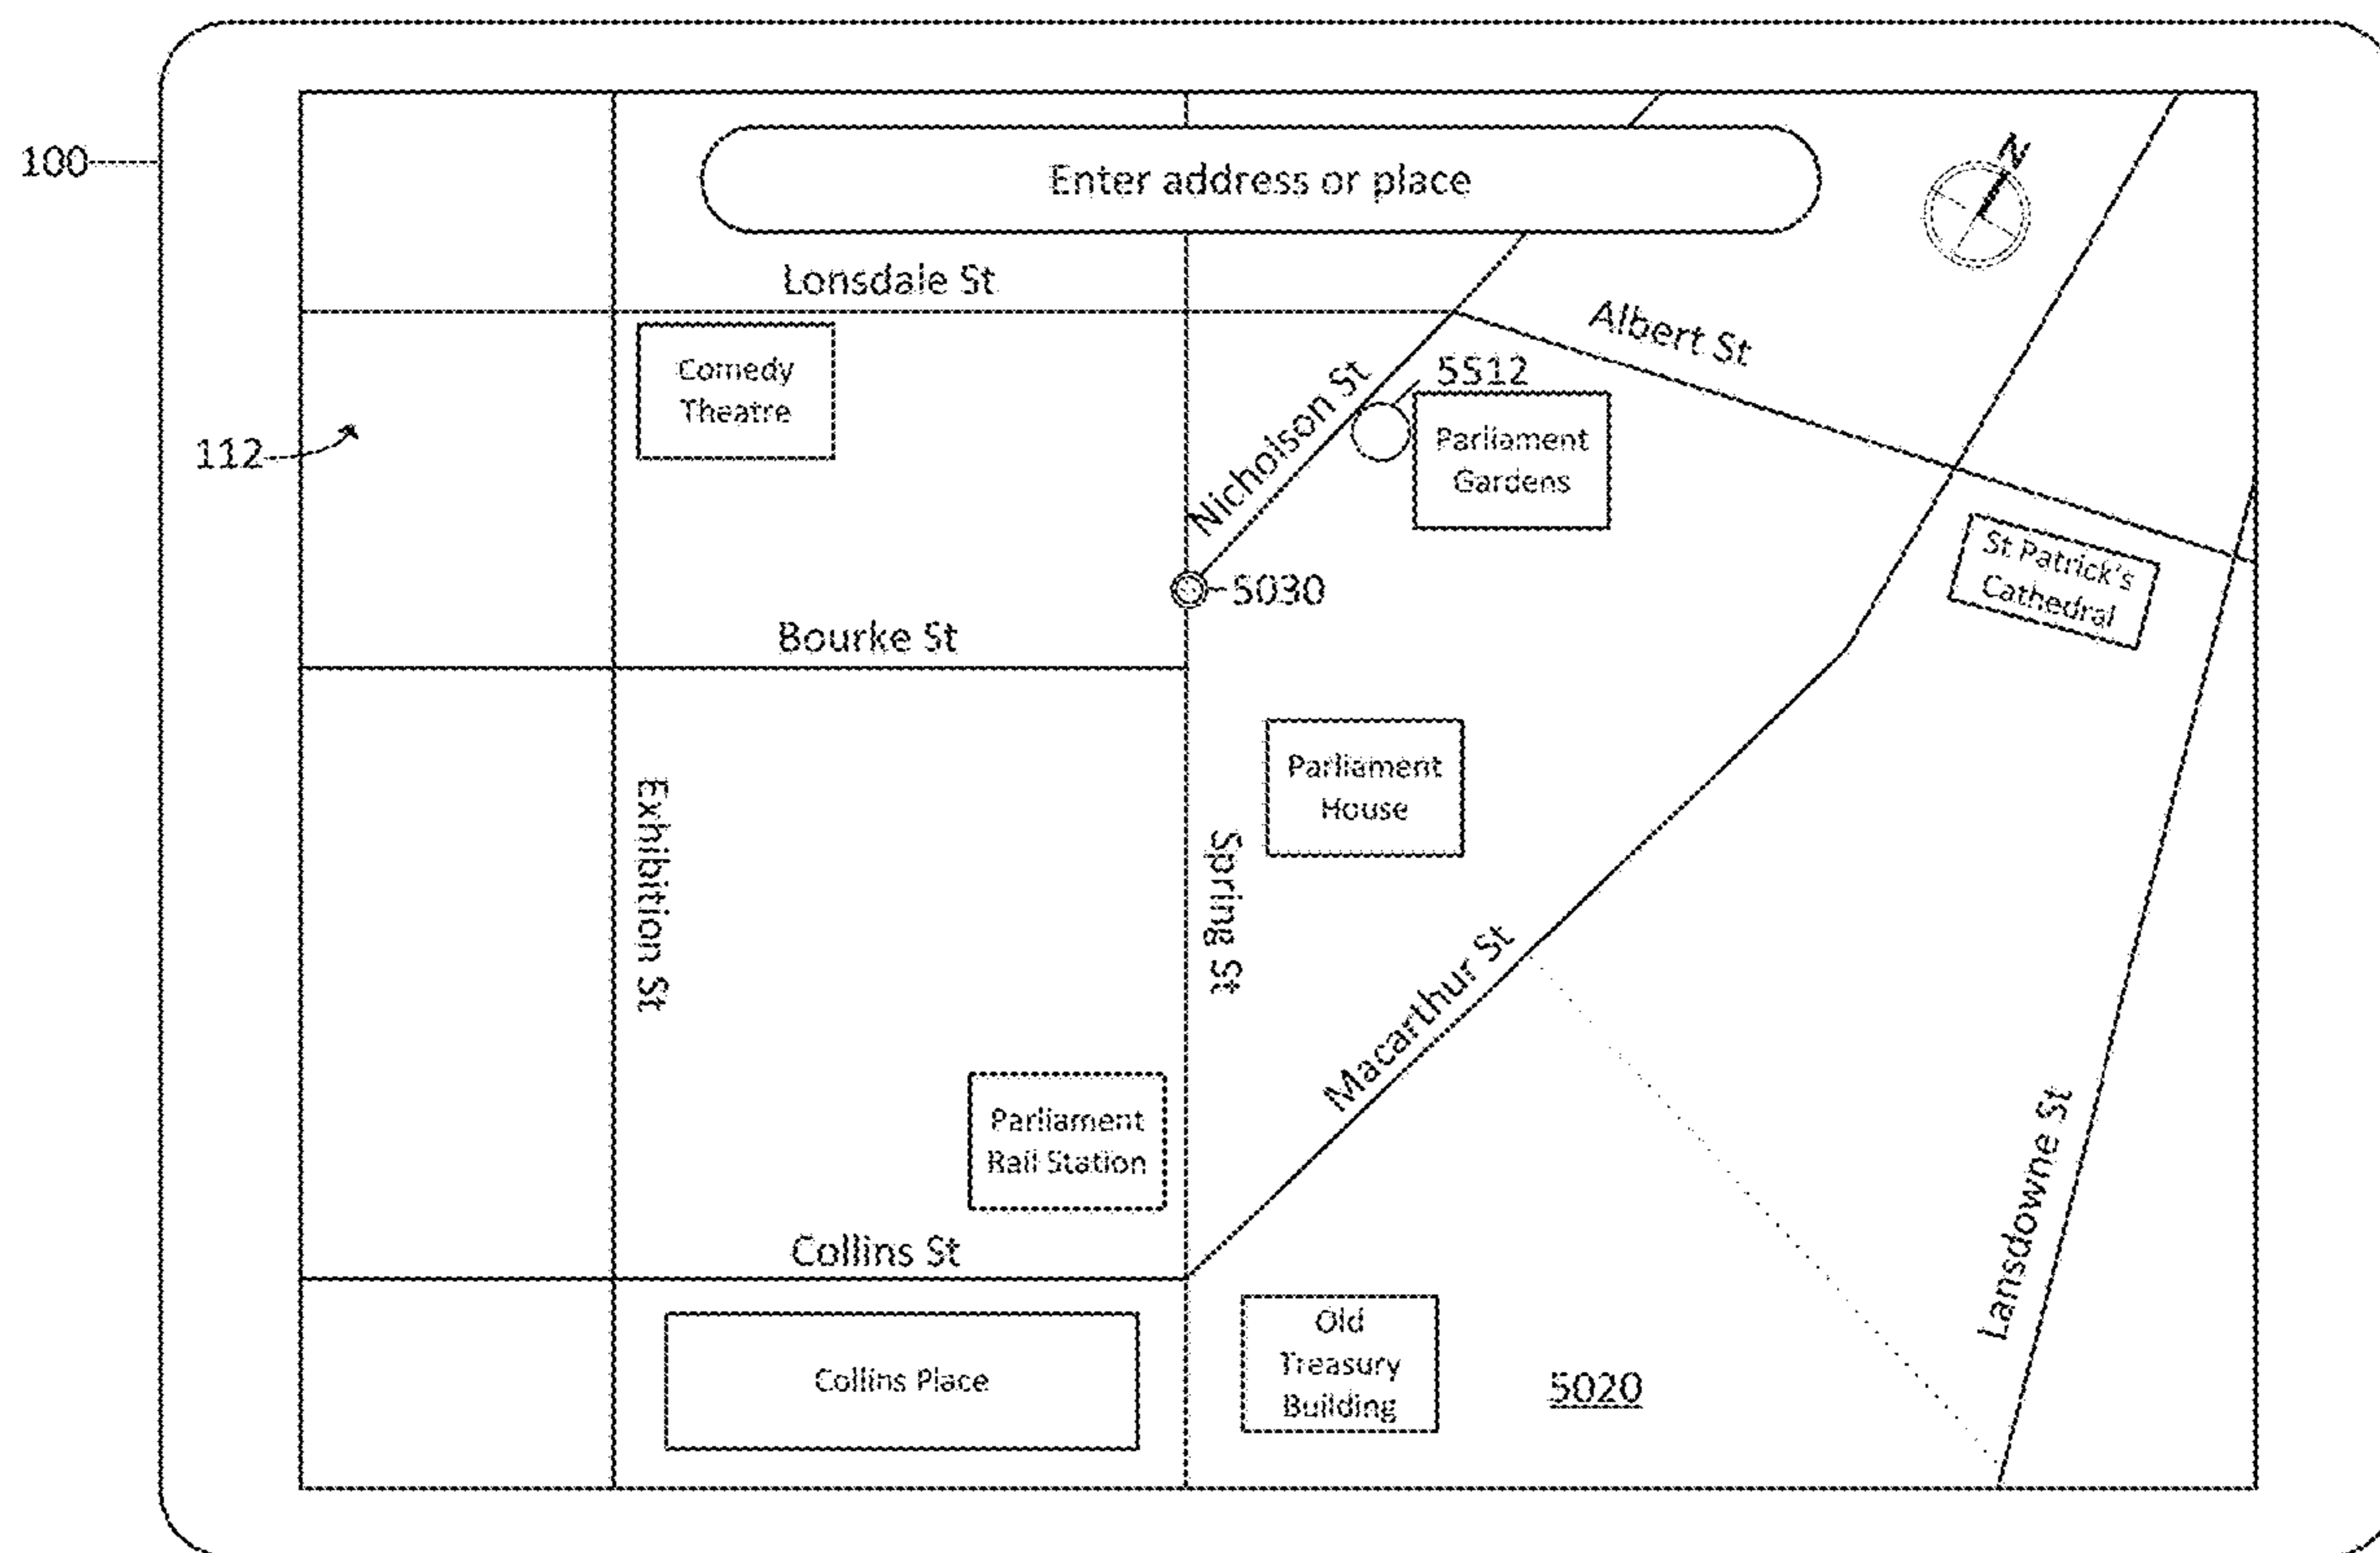 100
Enter address or place
N
Lonsdale St
Albert St
Comedy
Theatre
Nicholson St
5512
112
Parliament
Gardens
St Patrick's
Cathedral
5030
Bourke St
Parliament
House
Exhibition St
Spring St
Macarthur St
Parliament
Rail Station
Lansdowne St
Collins St
Collins Place
Old
Treasury
Building
5020